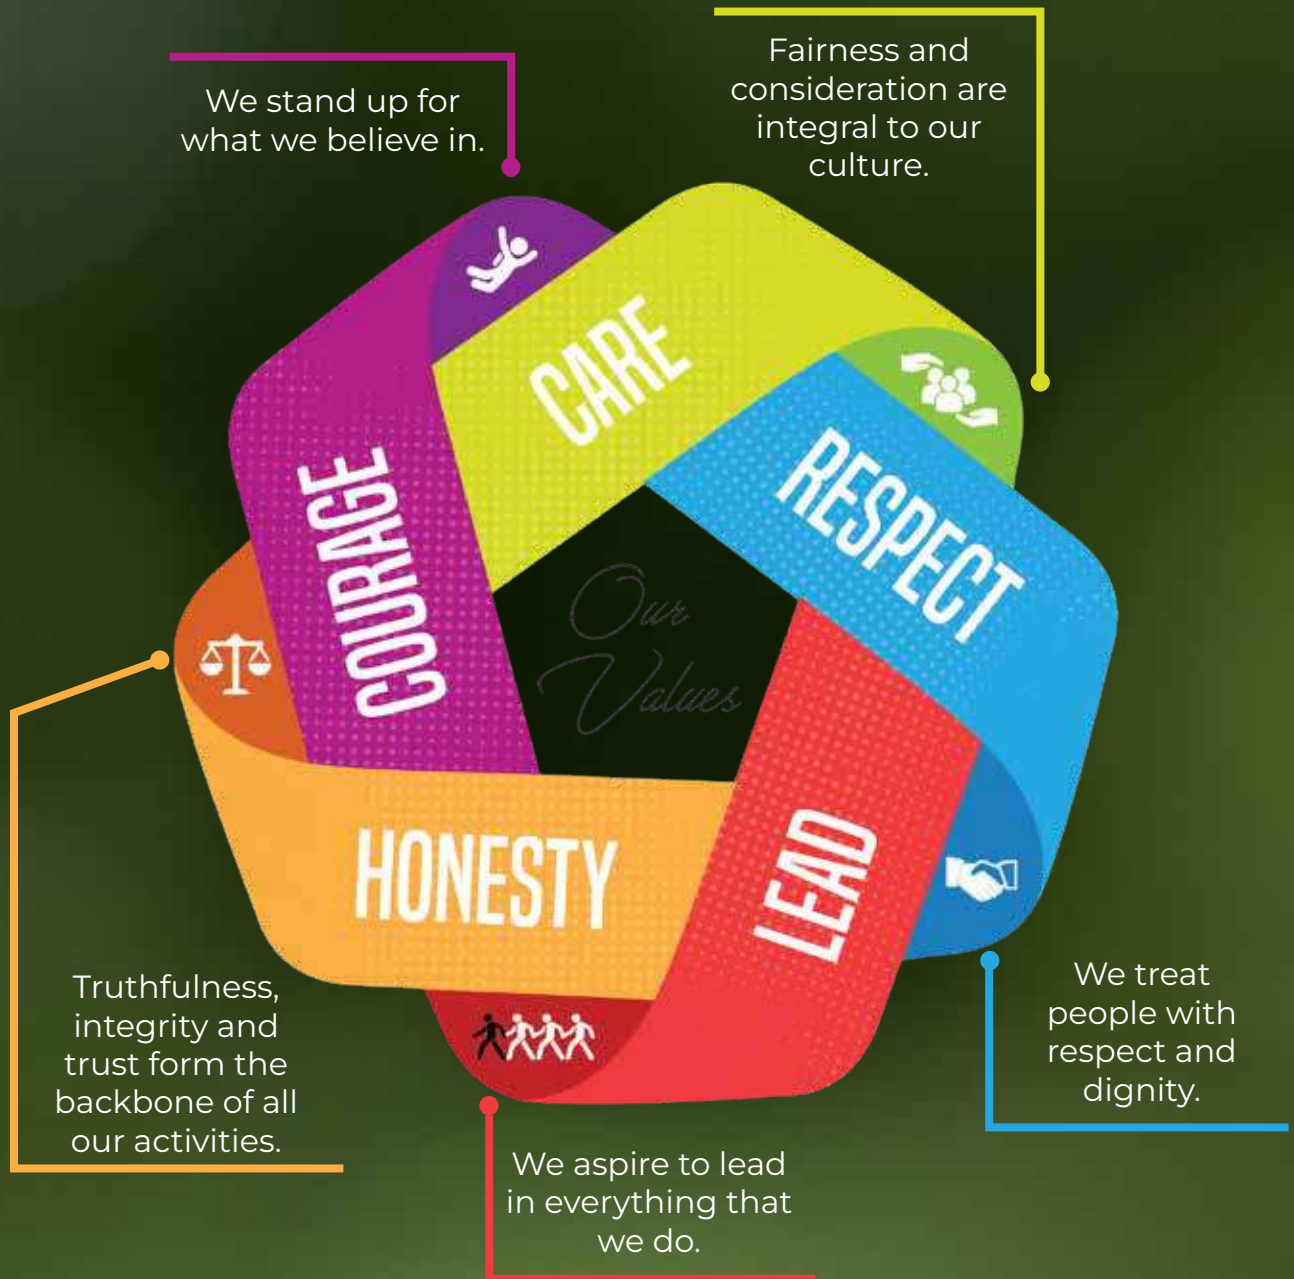 We stand up for
what we believe in.
Fairness and
consideration are
integral to our
culture.
CARE
RESPECT
COURAGE
Our
Values
HONESTY
LEAD
Truthfulness,
integrity and
trust form the
backbone of all
our activities.
We treat
people with
respect and
dignity.
We aspire to lead
in everything that
we do.